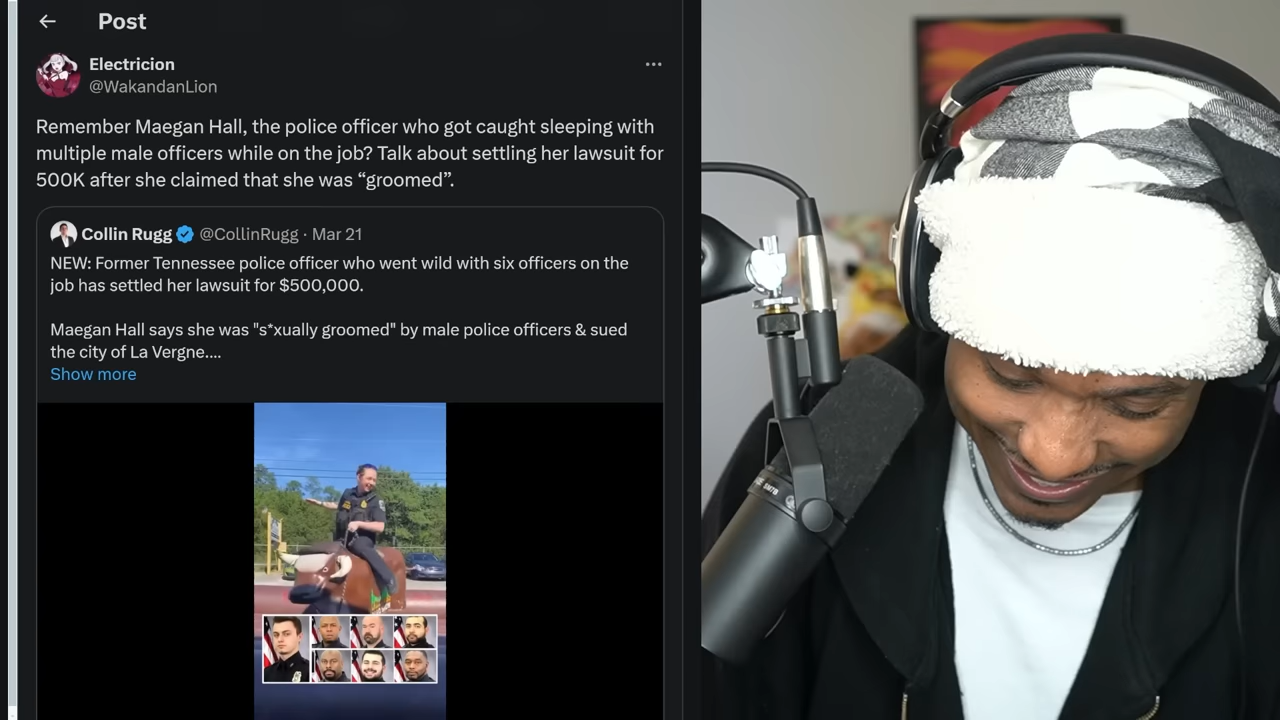 Post
Electricion
@WakandanLion
Remember Maegan Hall, the police officer who got caught sleeping with
multiple male officers while on the job? Talk about settling her lawsuit for
500K after she claimed that she was “groomed”.
Collin Rugg @CollinRugg · Mar 21
NEW: Former Tennessee police officer who went wild with six officers on the
job has settled her lawsuit for $500,000.
Maegan Hall says she was "s*xually groomed" by male police officers & sued
the city of La Vergne....
Show more
SM7B